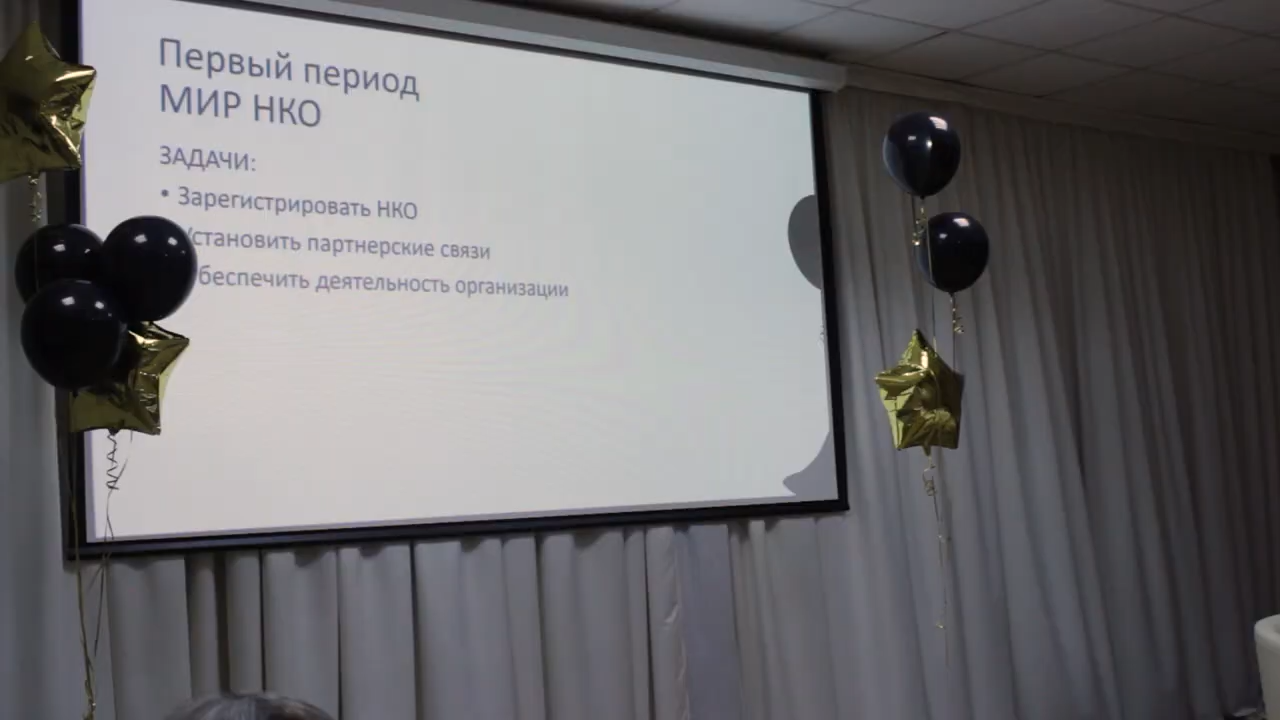 Первый период
МИР НКО
ЗАДАЧИ:
• Зарегистрировать НКО
Установить партнерские связи
беспечить деятельность организации